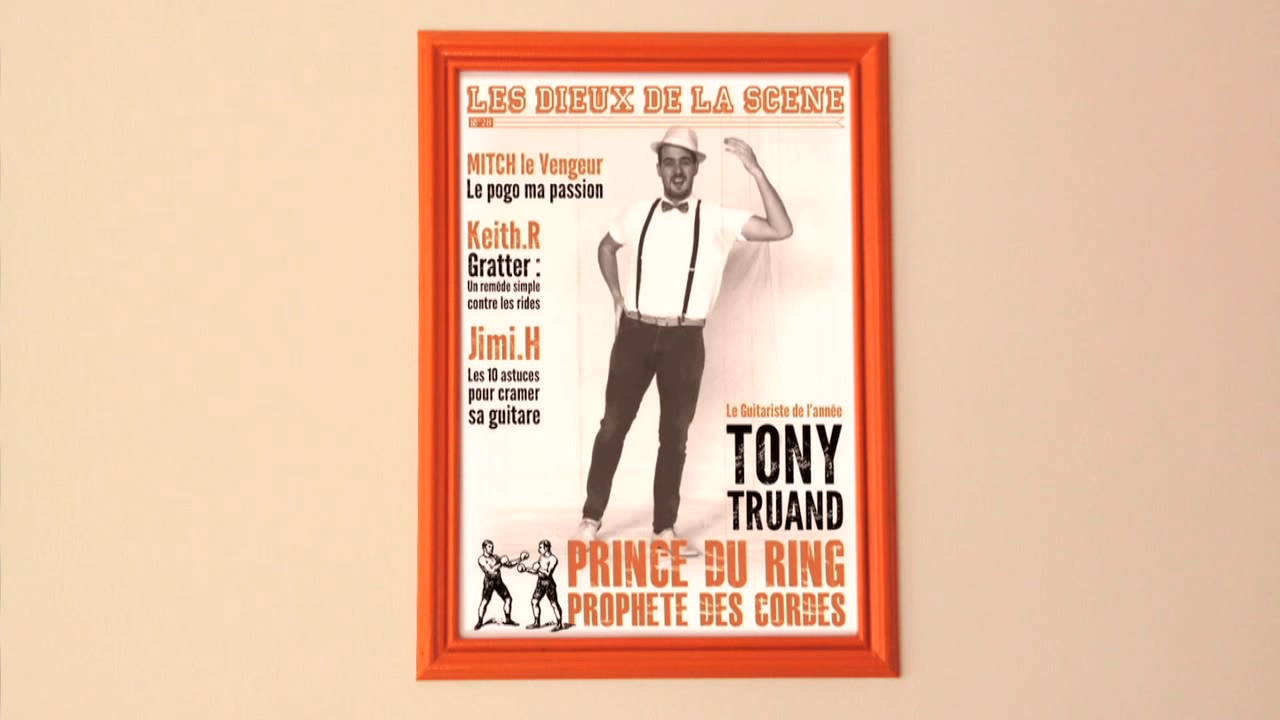 LES DIEUX DE LA SCENE
N°28
MITCH le Vengeur
Le pogo ma passion
Keith.R
Gratter :
Un remède simple
contre les rides
Jimi.H
Les 10 astuces
pour cramer
sa guitare
Le Guitariste de l'année
TONY
TRUAND
PRINCE DU RING
PROPHETE DES CORDES